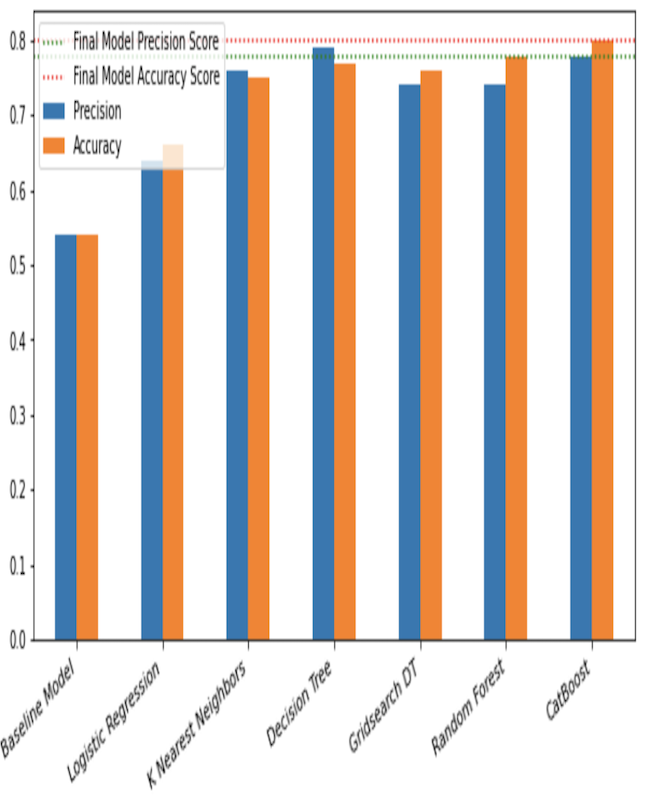 Final Model Precision Score
Final Model Accuracy Score
Precision
Accuracy
0.8
0.7
0.6
0.5
0.4
0.3
0.2
0.1
0.0
Baseline Model
Logistic Regression
K Nearest Neighbors
Decision Tree
Gridsearch DT
Random Forest
CatBoost